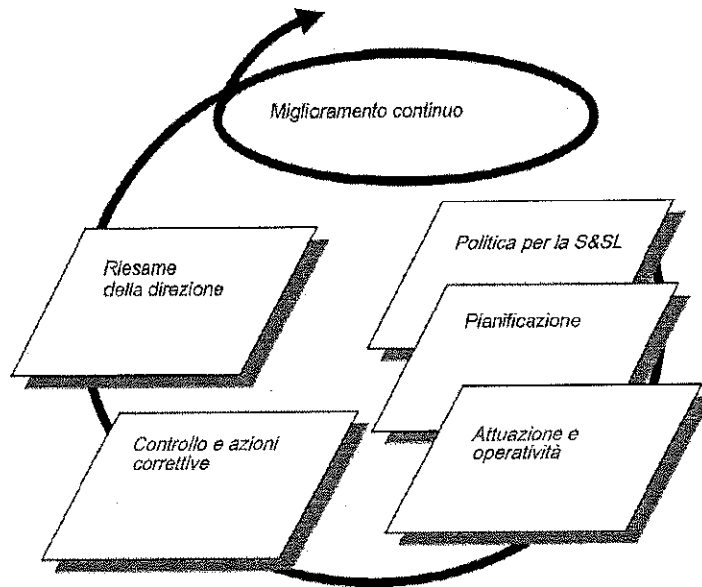 Miglioramento continuo
Politica per la S&SL
Pianificazione
Attuazione e
operatività
Controllo e azioni
correttive
Riesame
della direzione